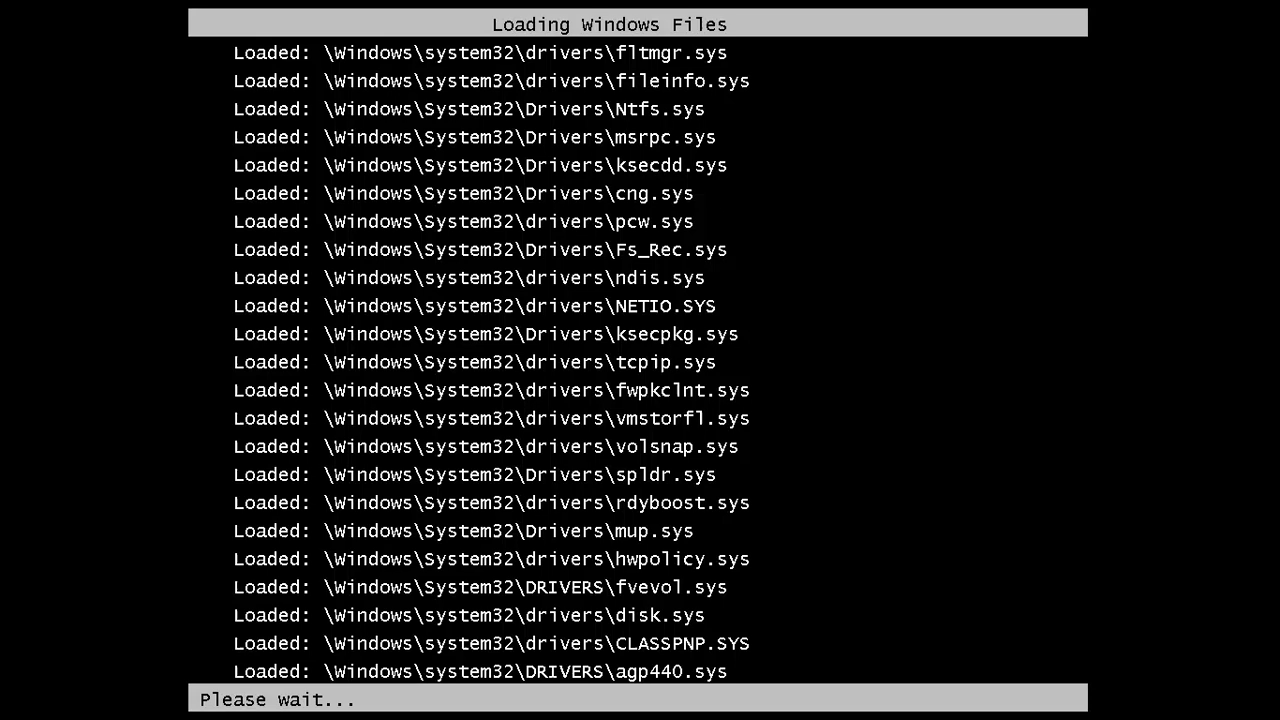 Loading Windows Files
Loaded: \Windows\system32\drivers\fltmgr.sys
Loaded: \Windows\system32\drivers\fileinfo.sys
Loaded: \Windows\System32\Drivers\Ntfs.sys
Loaded: \Windows\System32\Drivers\msrpc.sys
Loaded: \Windows\System32\Drivers\ksecdd.sys
Loaded: \Windows\System32\Drivers\cng.sys
Loaded: \Windows\System32\drivers\pcw.sys
Loaded: \Windows\System32\Drivers\Fs_Rec.sys
Loaded: \Windows\system32\drivers\ndis.sys
Loaded: \Windows\system32\drivers\NETIO.SYS
Loaded: \Windows\System32\Drivers\ksecpkg.sys
Loaded: \Windows\System32\drivers\tcpip.sys
Loaded: \Windows\System32\drivers\fwpkclnt.sys
Loaded: \Windows\system32\drivers\vmstorfl.sys
Loaded: \Windows\system32\drivers\volsnap.sys
Loaded: \Windows\System32\Drivers\spldr.sys
Loaded: \Windows\System32\drivers\rdyboost.sys
Loaded: \Windows\System32\Drivers\mup.sys
Loaded: \Windows\System32\drivers\hwpolicy.sys
Loaded: \Windows\System32\DRIVERS\fvevol.sys
Loaded: \Windows\system32\drivers\disk.sys
Loaded: \Windows\system32\drivers\CLASSPNP.SYS
Loaded: \Windows\system32\DRIVERS\agp440.sys
Please wait...